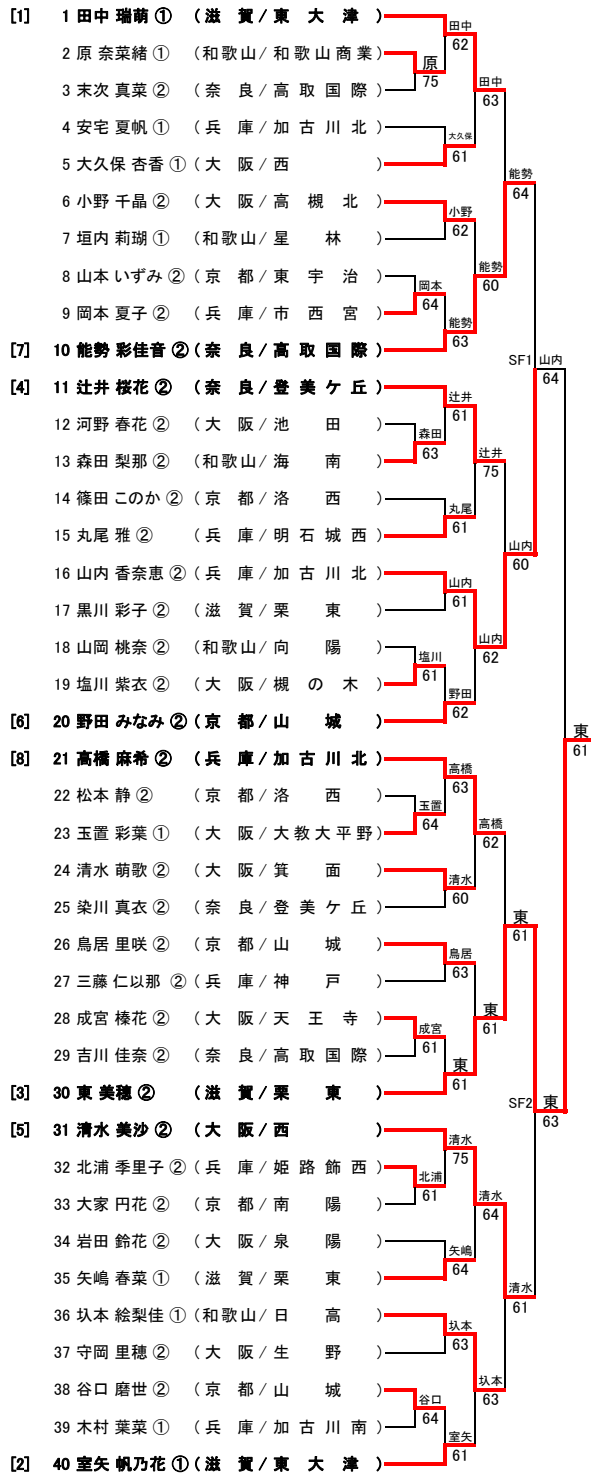 [1] 1 田中 瑞萌 ① (滋 賀/東 大 津)
田中
62
2 原 奈菜緒 ① (和歌山/和歌山商業)
原
75
3 末次 真菜 ② (奈 良/高取国際)
田中
63
4 安宅 夏帆 ① (兵 庫/加古川北)
大久保
61
5 大久保 杏香 ① (大 阪/西)
能勢
64
6 小野 千晶 ② (大 阪/高 槻 北)
小野
62
7 垣内 莉瑚 ① (和歌山/星 林)
能勢
60
8 山本 いずみ ② (京 都/東 宇 治)
岡本
64
9 岡本 夏子 ② (兵 庫/市 西 宮)
能勢
63
[7] 10 能勢 彩佳音 ② (奈 良/高取国際)
SF1 山内
64
[4] 11 辻井 桜花 ② (奈 良/登美ケ丘)
辻井
61
12 河野 春花 ② (大 阪/池 田)
森田
63
13 森田 梨那 ② (和歌山/海 南)
辻井
75
14 篠田 このか ② (京 都/洛 西)
丸尾
61
15 丸尾 雅 ② (兵 庫/明石城西)
山内
60
16 山内 香奈恵 ② (兵 庫/加古川北)
山内
61
17 黒川 彩子 ② (滋 賀/栗 東)
山内
62
18 山岡 桃奈 ② (和歌山/向 陽)
塩川
61
19 塩川 紫衣 ② (大 阪/槻 の 木)
野田
62
[6] 20 野田 みなみ ② (京 都/山 城)
東
61
[8] 21 高橋 麻希 ② (兵 庫/加古川北)
高橋
63
22 松本 静 ② (京 都/洛 西)
玉置
64
23 玉置 彩葉 ① (大 阪/大教大平野)
高橋
62
24 清水 萌歌 ② (大 阪/箕 面)
清水
60
25 染川 真衣 ② (奈 良/登美ケ丘)
東
61
26 鳥居 里咲 ② (京 都/山 城)
鳥居
63
27 三藤 仁以那 ② (兵 庫/神 戸)
東
61
28 成宮 榛花 ② (大 阪/天 王 寺)
成宮
61
29 吉川 佳奈 ② (奈 良/高取国際)
東
61
[3] 30 東 美穂 ② (滋 賀/栗 東)
SF2 東
63
[5] 31 清水 美沙 ② (大 阪/西)
清水
75
32 北浦 季里子 ② (兵 庫/姫路飾西)
北浦
61
33 大家 円花 ② (京 都/南 陽)
清水
64
34 岩田 鈴花 ② (大 阪/泉 陽)
矢嶋
64
35 矢嶋 春菜 ① (滋 賀/栗 東)
清水
61
36 圦本 絵梨佳 ① (和歌山/日 高)
圦本
63
37 守岡 里穂 ② (大 阪/生 野)
圦本
63
38 谷口 磨世 ② (京 都/山 城)
谷口
64
39 木村 葉菜 ① (兵 庫/加古川南)
室矢
61
[2] 40 室矢 帆乃花 ① (滋 賀/東 大 津)